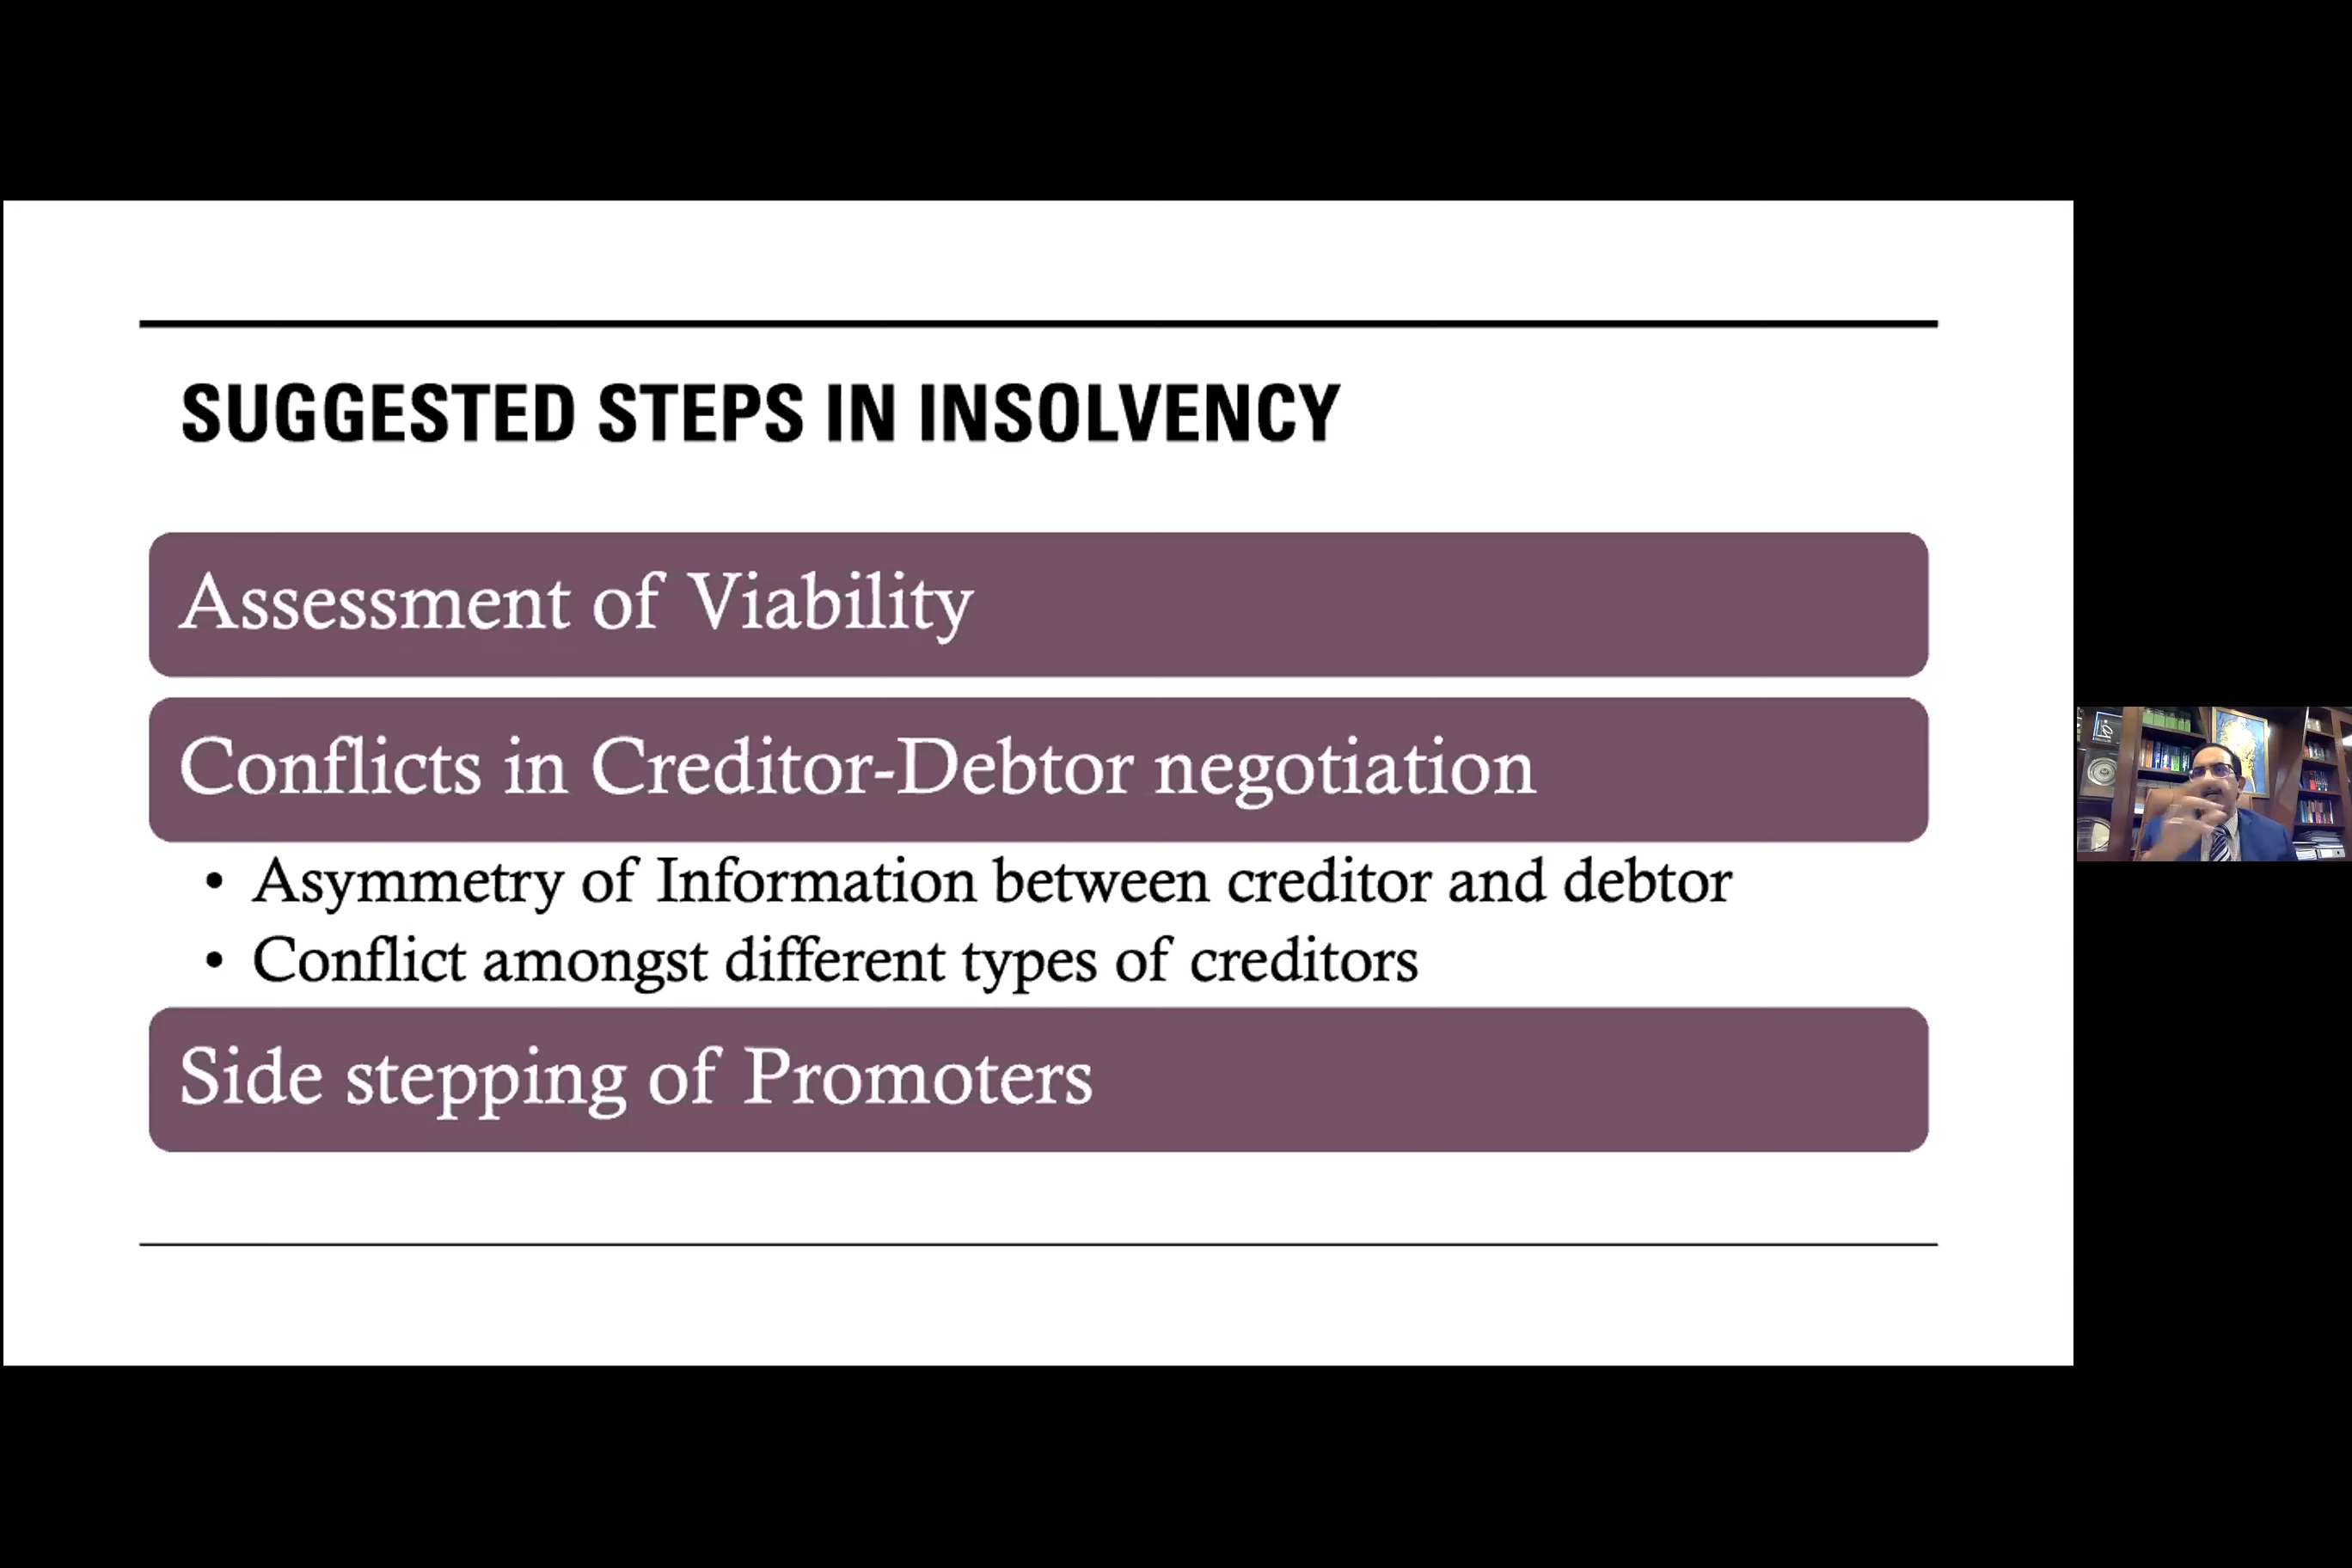 SUGGESTED STEPS IN INSOLVENCY
Assessment of Viability
Conflicts in Creditor-Debtor negotiation
• Asymmetry of Information between creditor and debtor
• Conflict amongst different types of creditors
Side stepping of Promoters